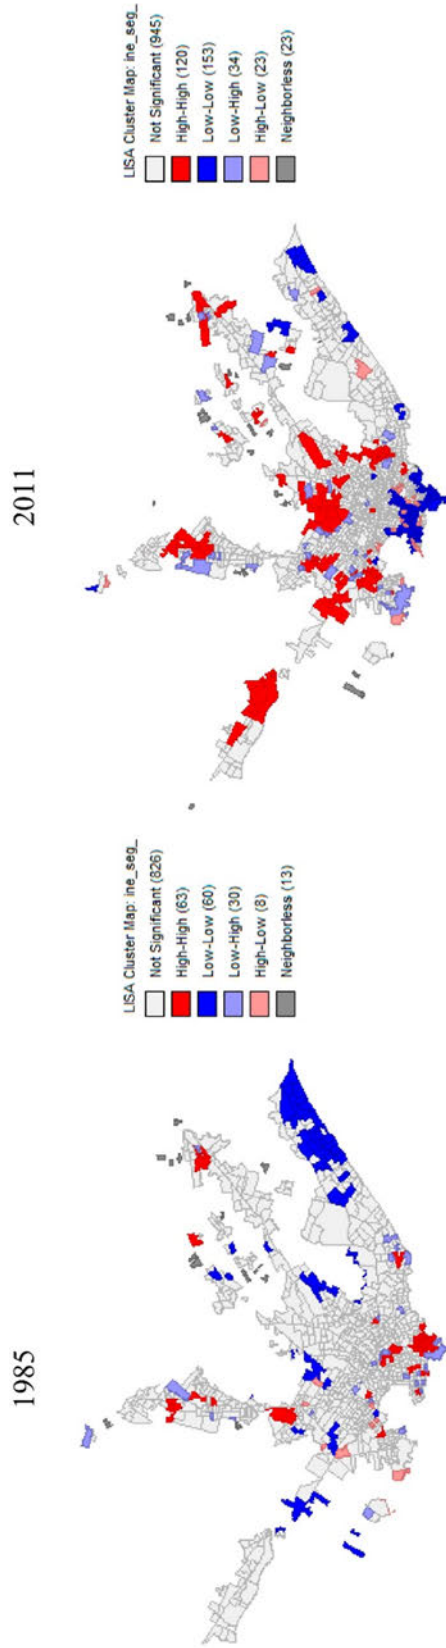 1985
LISA Cluster Map: ine_seg_
Not Significant (826)
High-High (63)
Low-Low (60)
Low-High (30)
High-Low (8)
Neighborless (13)
2011
LISA Cluster Map: ine_seg_
Not Significant (945)
High-High (120)
Low-Low (153)
Low-High (34)
High-Low (23)
Neighborless (23)